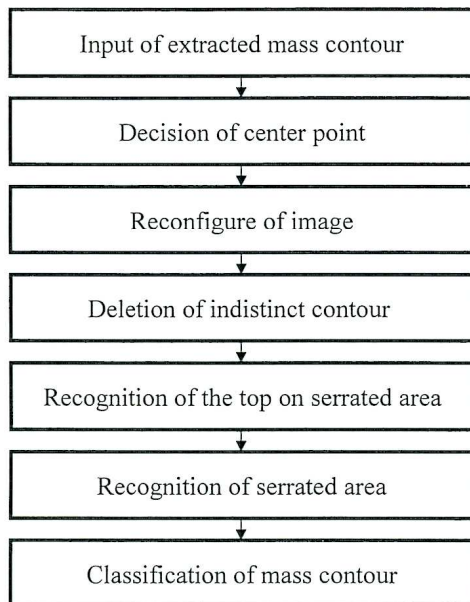 Input of extracted mass contour
Decision of center point
Reconfigure of image
Deletion of indistinct contour
Recognition of the top on serrated area
Recognition of serrated area
Classification of mass contour